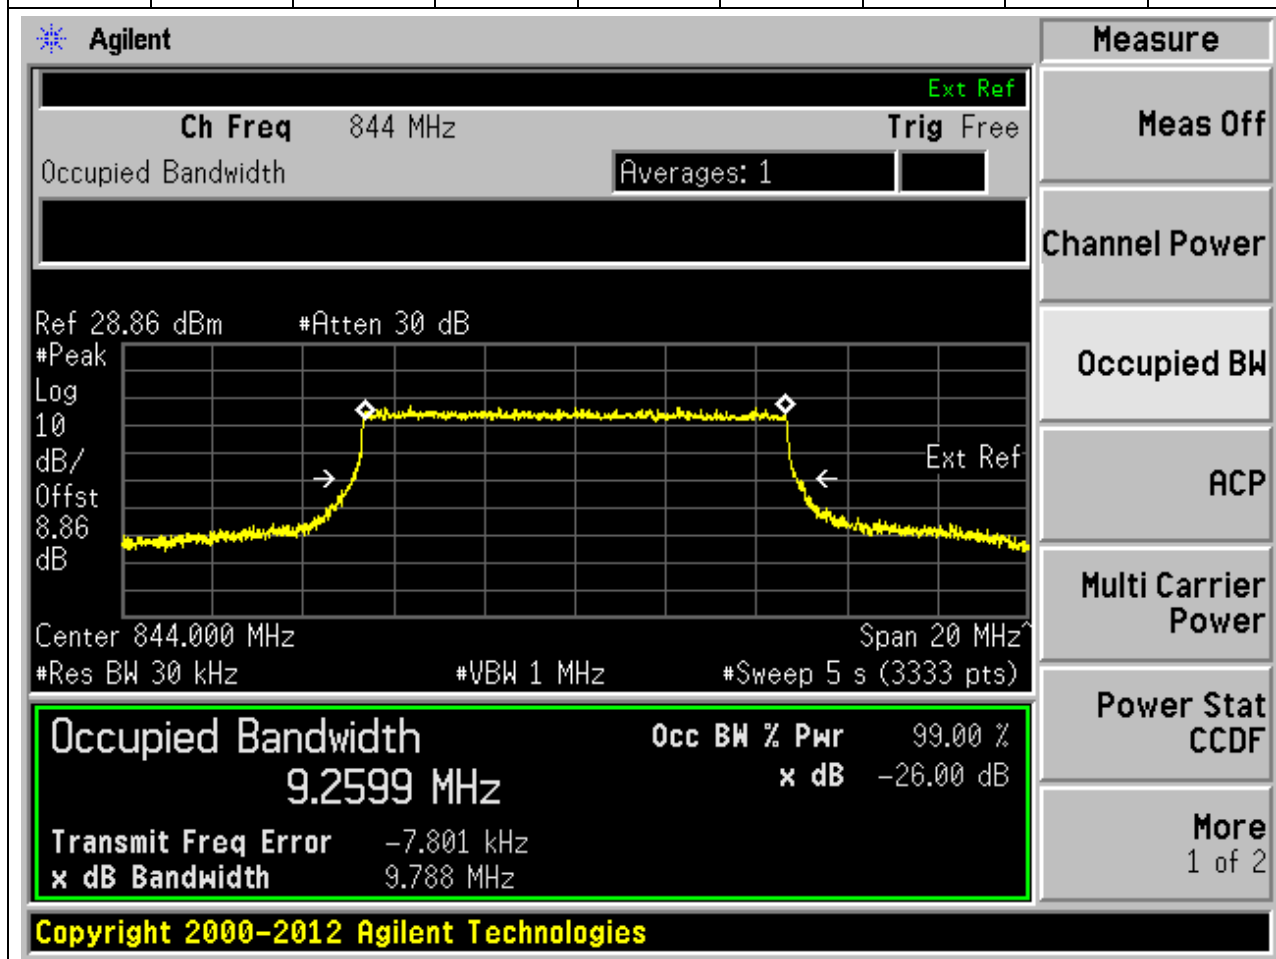 Agilent
Measure
Ext Ref
Ch Freq 844 MHz Trig Free
Meas Off
Occupied Bandwidth Averages: 1
Channel Power
Ref 28.86 dBm #Atten 30 dB
#Peak
Log
10
dB/
Offst
8.86
dB
Ext Ref
Occupied BW
ACP
Center 844.000 MHz Span 20 MHz^
#Res BW 30 kHz #VBW 1 MHz #Sweep 5 s (3333 pts)
Multi Carrier
Power
Occupied Bandwidth Occ BW % Pwr 99.00 %
9.2599 MHz x dB -26.00 dB
Transmit Freq Error -7.801 kHz
x dB Bandwidth 9.788 MHz
Power Stat
CCDF
More
1 of 2
Copyright 2000-2012 Agilent Technologies